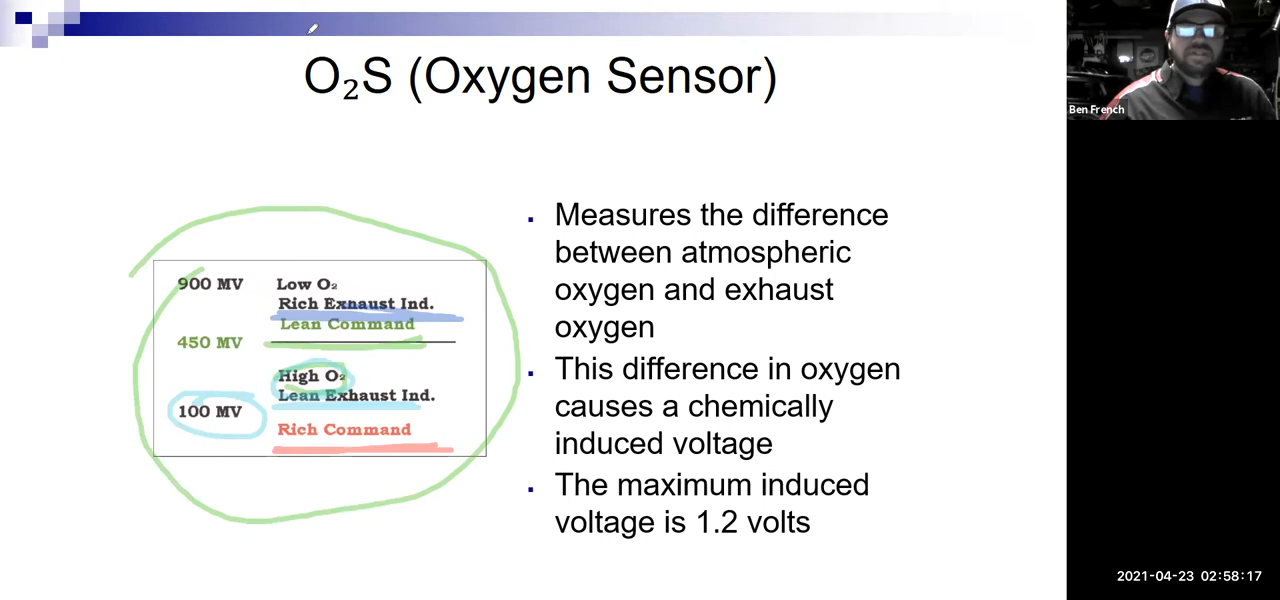 O₂S (Oxygen Sensor)
Ben French
900 MV Low O₂
Rich Exhaust Ind.
Lean Command
450 MV
High O₂
Lean Exhaust Ind.
100 MV
Rich Command
▪ Measures the difference
between atmospheric
oxygen and exhaust
oxygen
▪ This difference in oxygen
causes a chemically
induced voltage
▪ The maximum induced
voltage is 1.2 volts
2021-04-23 02:58:17